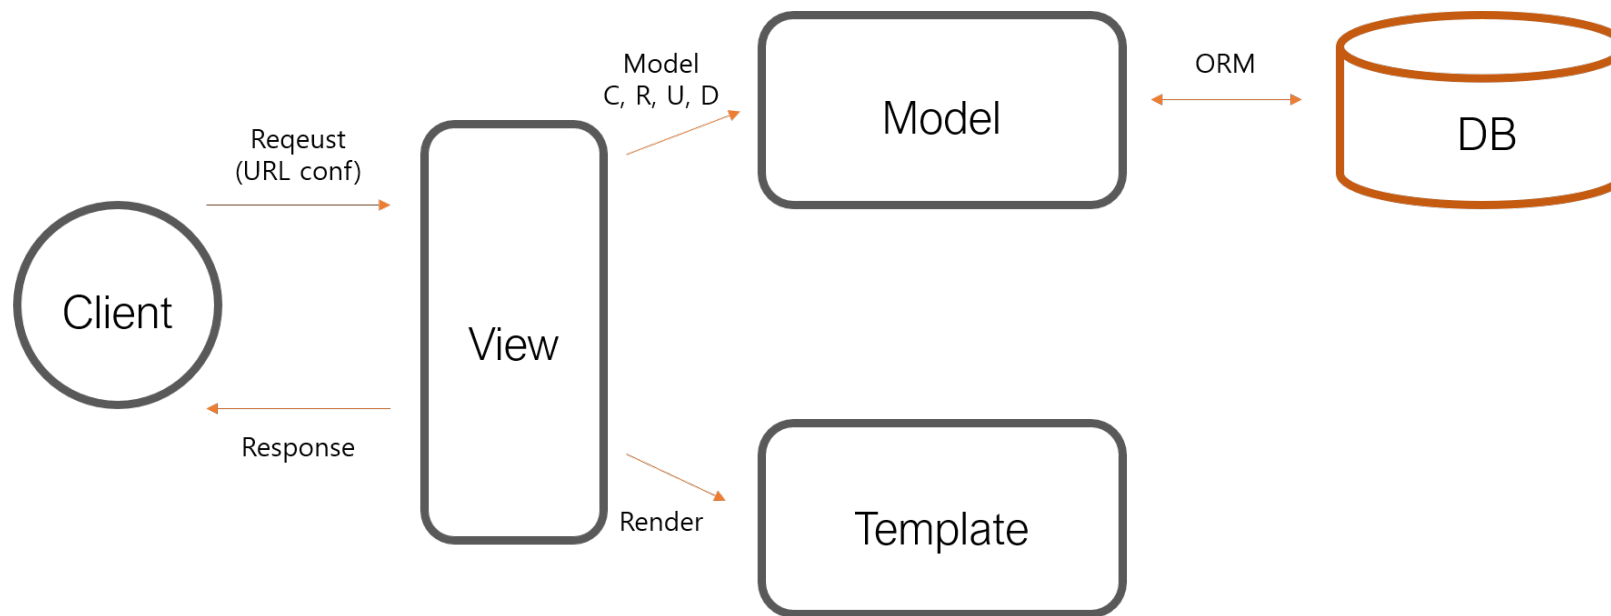 Model
C, R, U, D
Model
ORM
DB
Reqeust
(URL conf)
Client
View
Response
Render
Template